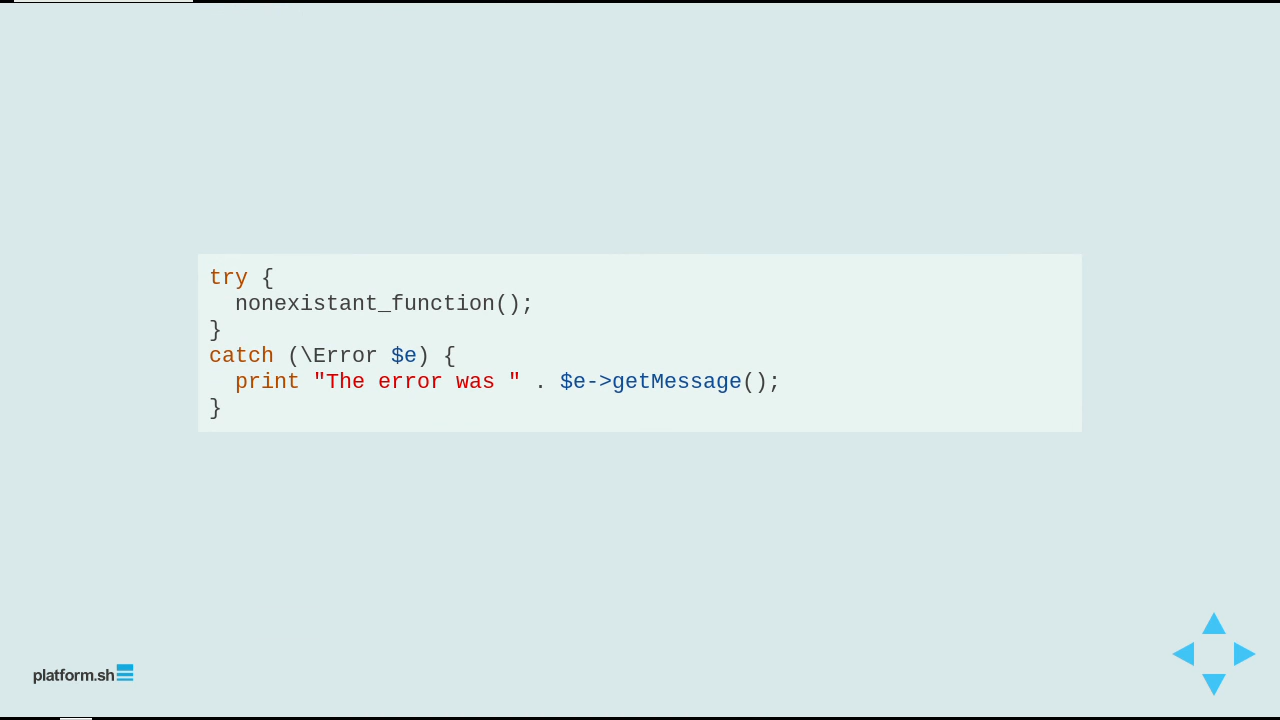 try {
  nonexistant_function();
}
catch (\Error $e) {
  print "The error was " . $e->getMessage();
}
platform.sh